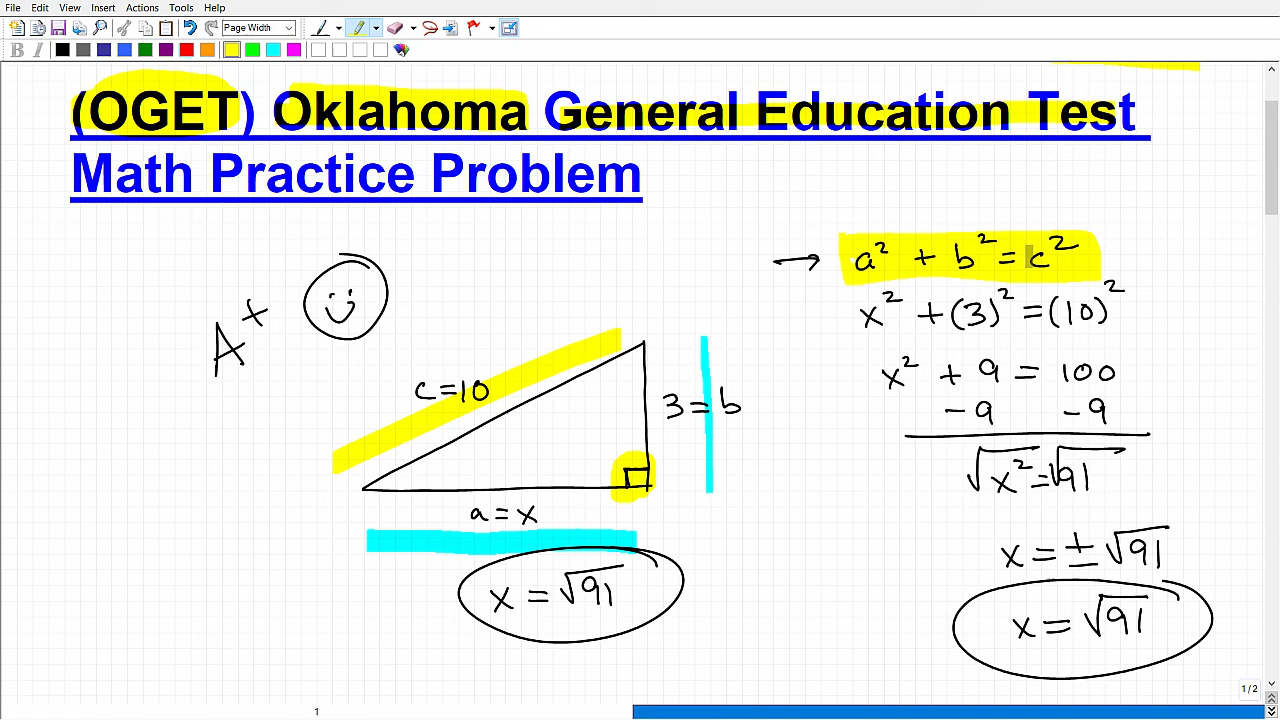 File Edit View Insert Actions Tools Help
Page Width
B I
(OGET) Oklahoma General Education Test
Math Practice Problem
A+
c=10
3=b
a=x
x=√91
→ a² + b² = c²
x² + (3)² = (10)²
x² + 9 = 100
-9 -9
√x² = √91
x = ± √91
x = √91
1/2
1